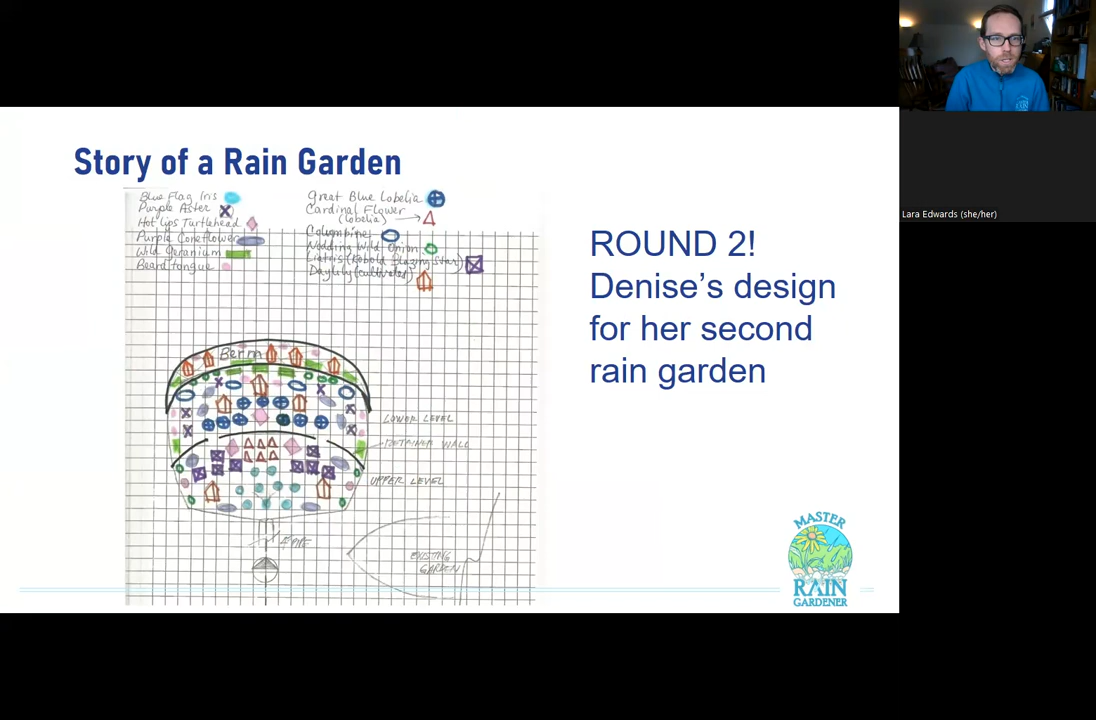 Story of a Rain Garden
Blue Flag Iris
Purple Aster
Hot Lips Turtlehead
Purple Coneflower
Wild Geranium
Beardtongue
Great Blue Lobelia
Cardinal Flower
(lobelia)
Columbine
Nodding Wild Onion
Liatris (Kobold Blazing Star)
Daylily (cultivated)
Berm
LOWER LEVEL
RETAINER WALL
UPPER LEVEL
4" PIPE
EXISTING
GARDEN
ROUND 2!
Denise's design
for her second
rain garden
MASTER
RAIN
GARDENER
Lara Edwards (she/her)